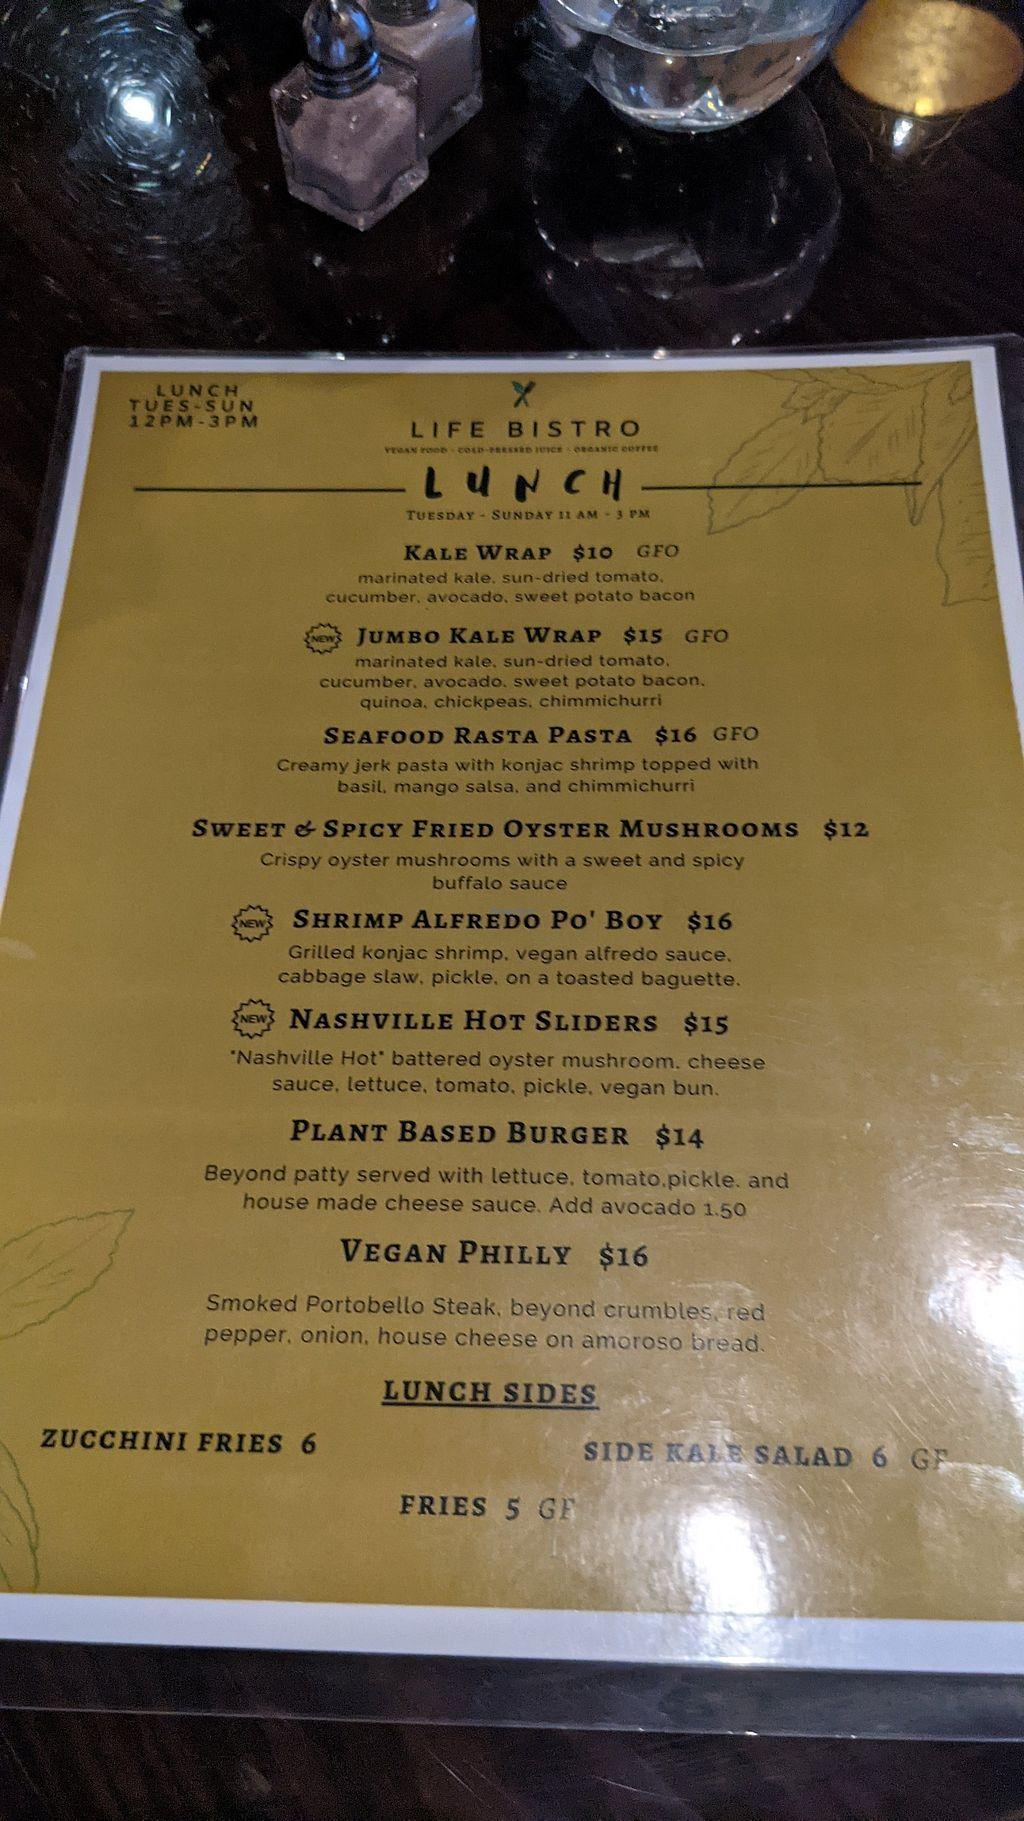 LUNCH
TUES-SUN
12PM-3PM
LIFE BISTRO
VEGAN FOOD · COLD-PRESSED JUICE · ORGANIC COFFEE
LUNCH
TUESDAY - SUNDAY 11 AM - 3 PM
KALE WRAP $10 GFO
marinated kale, sun-dried tomato,
cucumber, avocado, sweet potato bacon
NEW JUMBO KALE WRAP $15 GFO
marinated kale, sun-dried tomato,
cucumber, avocado, sweet potato bacon,
quinoa, chickpeas, chimmichurri
SEAFOOD RASTA PASTA $16 GFO
Creamy jerk pasta with konjac shrimp topped with
basil, mango salsa, and chimmichurri
SWEET & SPICY FRIED OYSTER MUSHROOMS $12
Crispy oyster mushrooms with a sweet and spicy
buffalo sauce
NEW SHRIMP ALFREDO PO' BOY $16
Grilled konjac shrimp, vegan alfredo sauce,
cabbage slaw, pickle, on a toasted baguette.
NEW NASHVILLE HOT SLIDERS $15
"Nashville Hot" battered oyster mushroom, cheese
sauce, lettuce, tomato, pickle, vegan bun.
PLANT BASED BURGER $14
Beyond patty served with lettuce, tomato,pickle, and
house made cheese sauce. Add avocado 1.50
VEGAN PHILLY $16
Smoked Portobello Steak, beyond crumbles, red
pepper, onion, house cheese on amoroso bread.
LUNCH SIDES
ZUCCHINI FRIES 6
SIDE KALE SALAD 6 GF
FRIES 5 GF